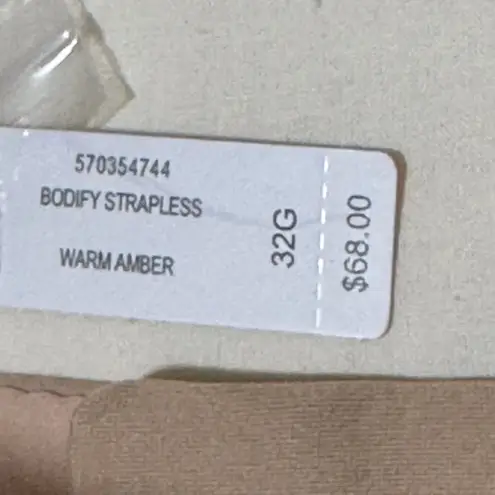 570354744
BODIFY STRAPLESS
WARM AMBER
32G
$68.00